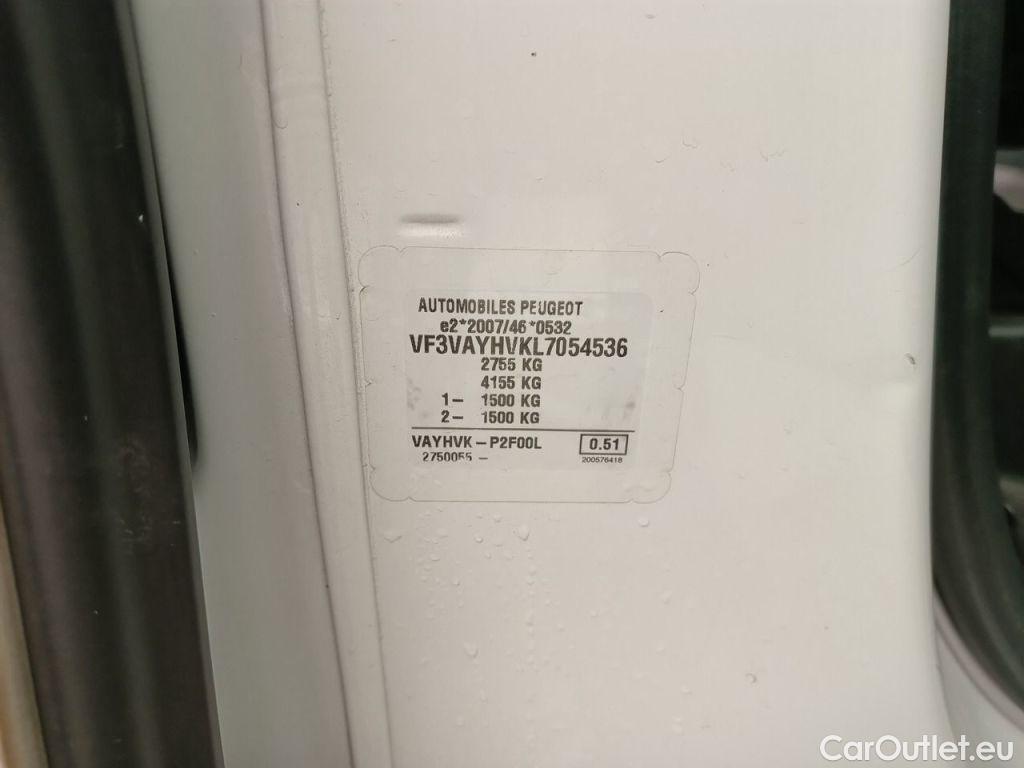 AUTOMOBILES PEUGEOT
e2*2007/46*0532
VF3VAYHVKL7054536
2755 KG
4155 KG
1- 1500 KG
2- 1500 KG
VAYHVK - P2F00L 0.51
2750055 - 200576418
CarOutlet.eu